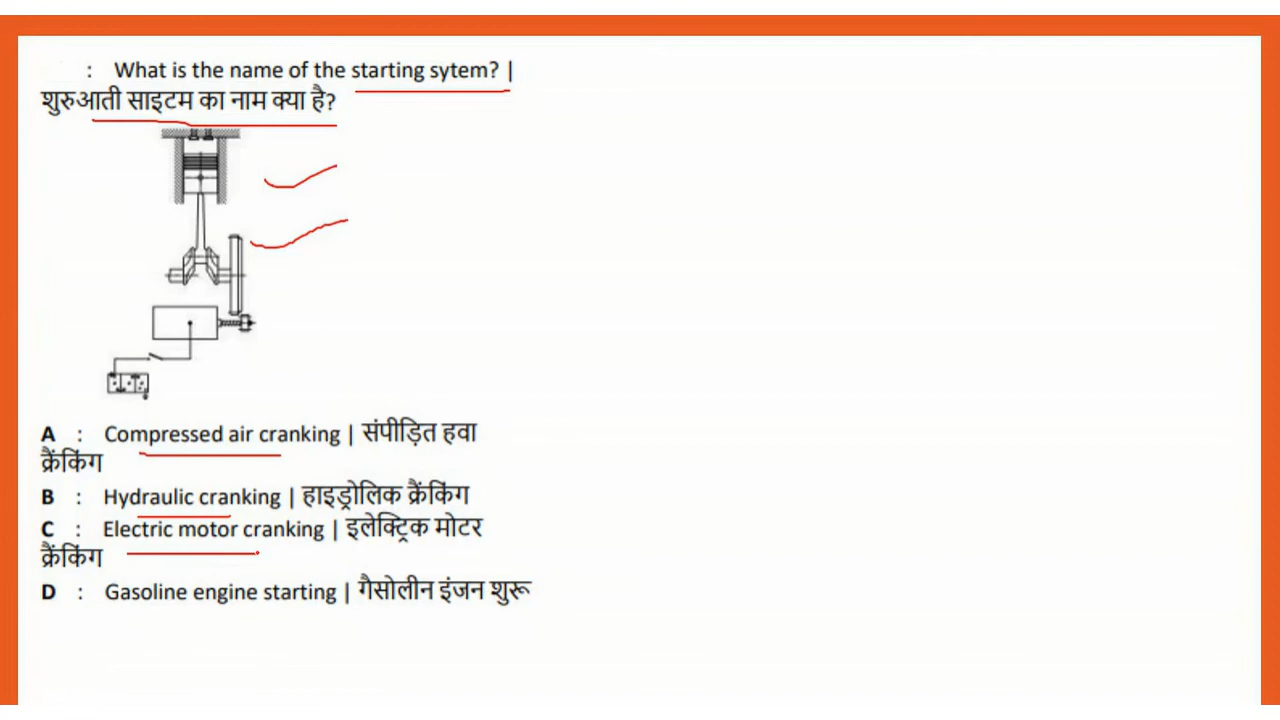 : What is the name of the starting sytem? |
शुरुआती साइटम का नाम क्या है?
A : Compressed air cranking | संपीड़ित हवा
क्रैंकिंग
B : Hydraulic cranking | हाइड्रोलिक क्रैंकिंग
C : Electric motor cranking | इलेक्ट्रिक मोटर
क्रैंकिंग
D : Gasoline engine starting | गैसोलीन इंजन शुरू